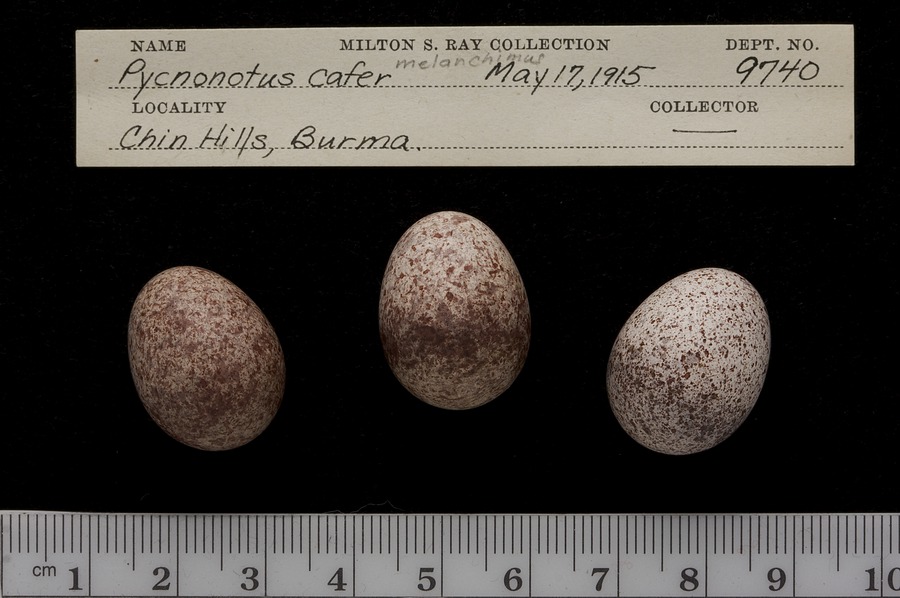 NAME MILTON S. RAY COLLECTION DEPT. NO.
melanchimus
Pycnonotus cafer May 17, 1915 9740
LOCALITY COLLECTOR
Chin Hills, Burma.
cm 1 2 3 4 5 6 7 8 9 10